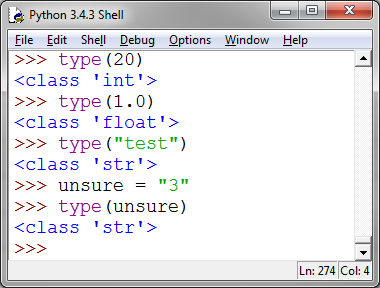 Python 3.4.3 Shell
File Edit Shell Debug Options Window Help
>>> type(20)
<class 'int'>
>>> type(1.0)
<class 'float'>
>>> type("test")
<class 'str'>
>>> unsure = "3"
>>> type(unsure)
<class 'str'>
>>>
Ln: 274 Col: 4